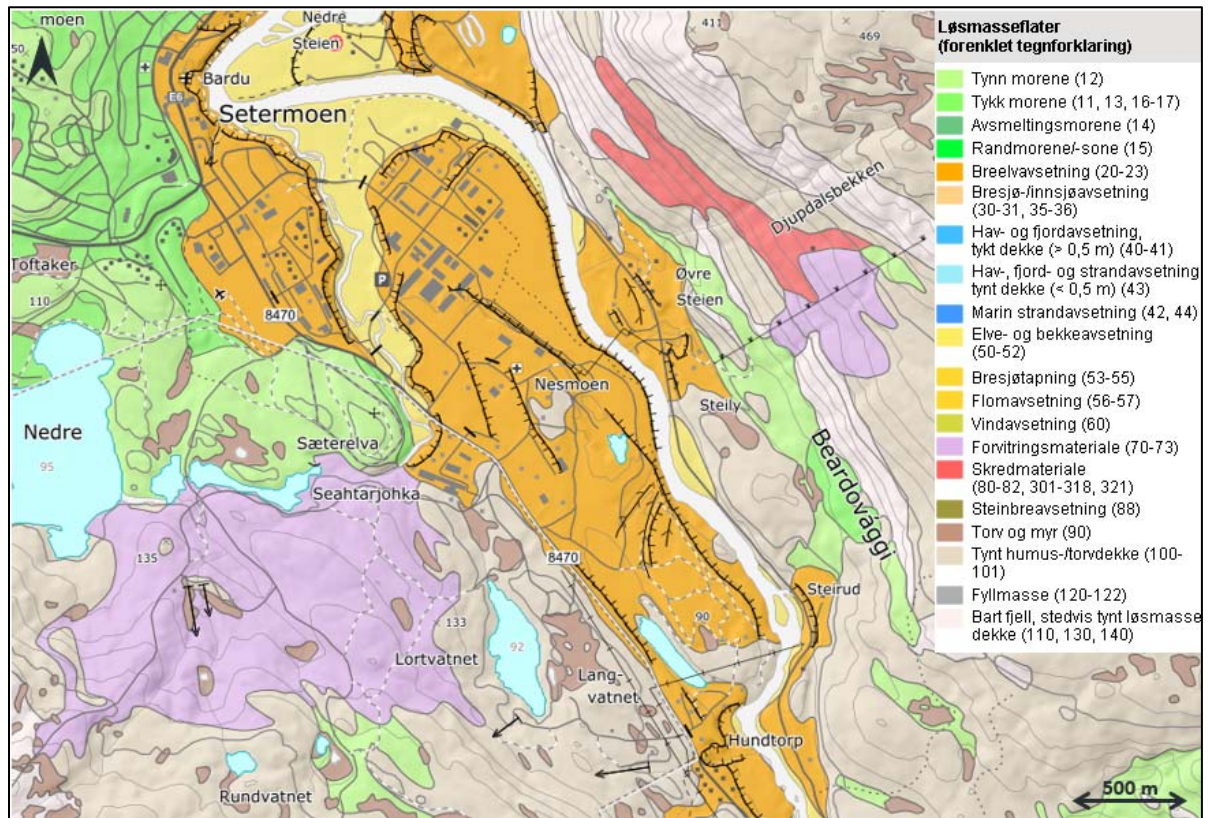 moen
50
Nedre
Steien
Bardu
E6
Setermoen
411
469
Djupdalsbekken
Toftaker
110
8470
P
Øvre
Steien
Nesmoen
Steily
Nedre
95
Sæterelva
Seahtarjohka
Beardovággi
135
8470
Steirud
90
133
92
Lortvatnet
Lang-
vatnet
Hundtorp
Rundvatnet
500 m
Løsmasseflater
(forenklet tegnforklaring)
Tynn morene (12)
Tykk morene (11, 13, 16-17)
Avsmeltingsmorene (14)
Randmorene/-sone (15)
Breelvavsetning (20-23)
Bresjø-/innsjøavsetning
(30-31, 35-36)
Hav- og fjordavsetning,
tykt dekke (> 0,5 m) (40-41)
Hav-, fjord- og strandavsetning
tynt dekke (< 0,5 m) (43)
Marin strandavsetning (42, 44)
Elve- og bekkeavsetning
(50-52)
Bresjøtapning (53-55)
Flomavsetning (56-57)
Vindavsetning (60)
Forvitringsmateriale (70-73)
Skredmateriale
(80-82, 301-318, 321)
Steinbreavsetning (88)
Torv og myr (90)
Tynt humus-/torvdekke (100-
101)
Fyllmasse (120-122)
Bart fjell, stedvis tynt løsmasse
dekke (110, 130, 140)